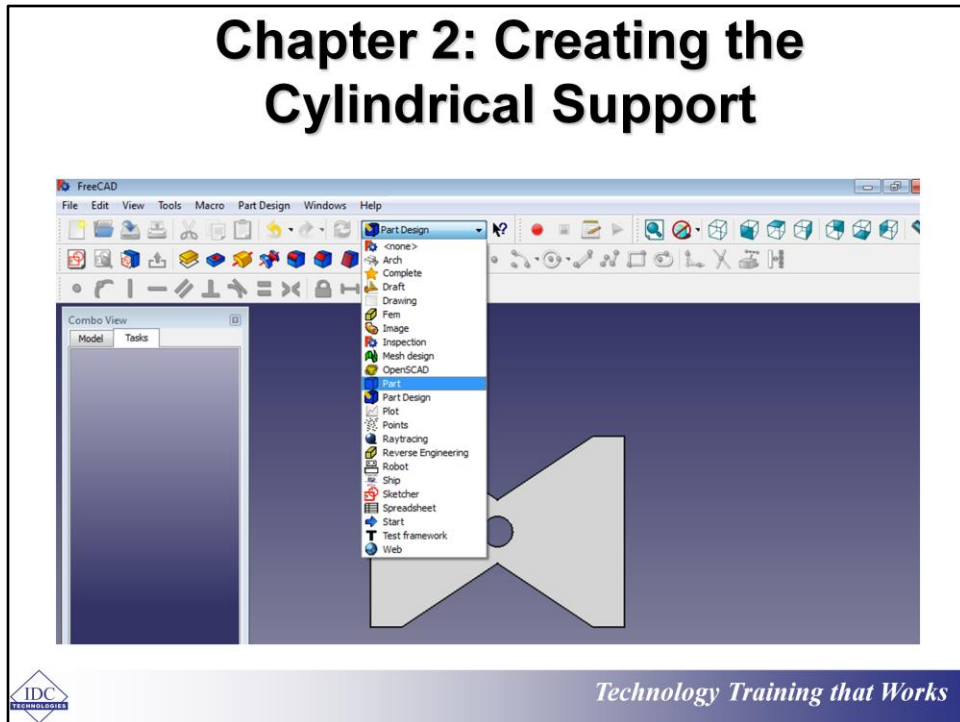 Chapter 2: Creating the
Cylindrical Support
FreeCAD
File Edit View Tools Macro Part Design Windows Help
Part Design
<none>
Arch
Complete
Draft
Drawing
Fem
Image
Inspection
Mesh design
OpenSCAD
Part
Part Design
Plot
Points
Raytracing
Reverse Engineering
Robot
Ship
Sketcher
Spreadsheet
Start
Test framework
Web
Combo View
Model Tasks
IDC
TECHNOLOGIES
Technology Training that Works